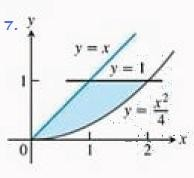 7.
y
y = x
y = 1
1
y = x²/4
0 1 2 x